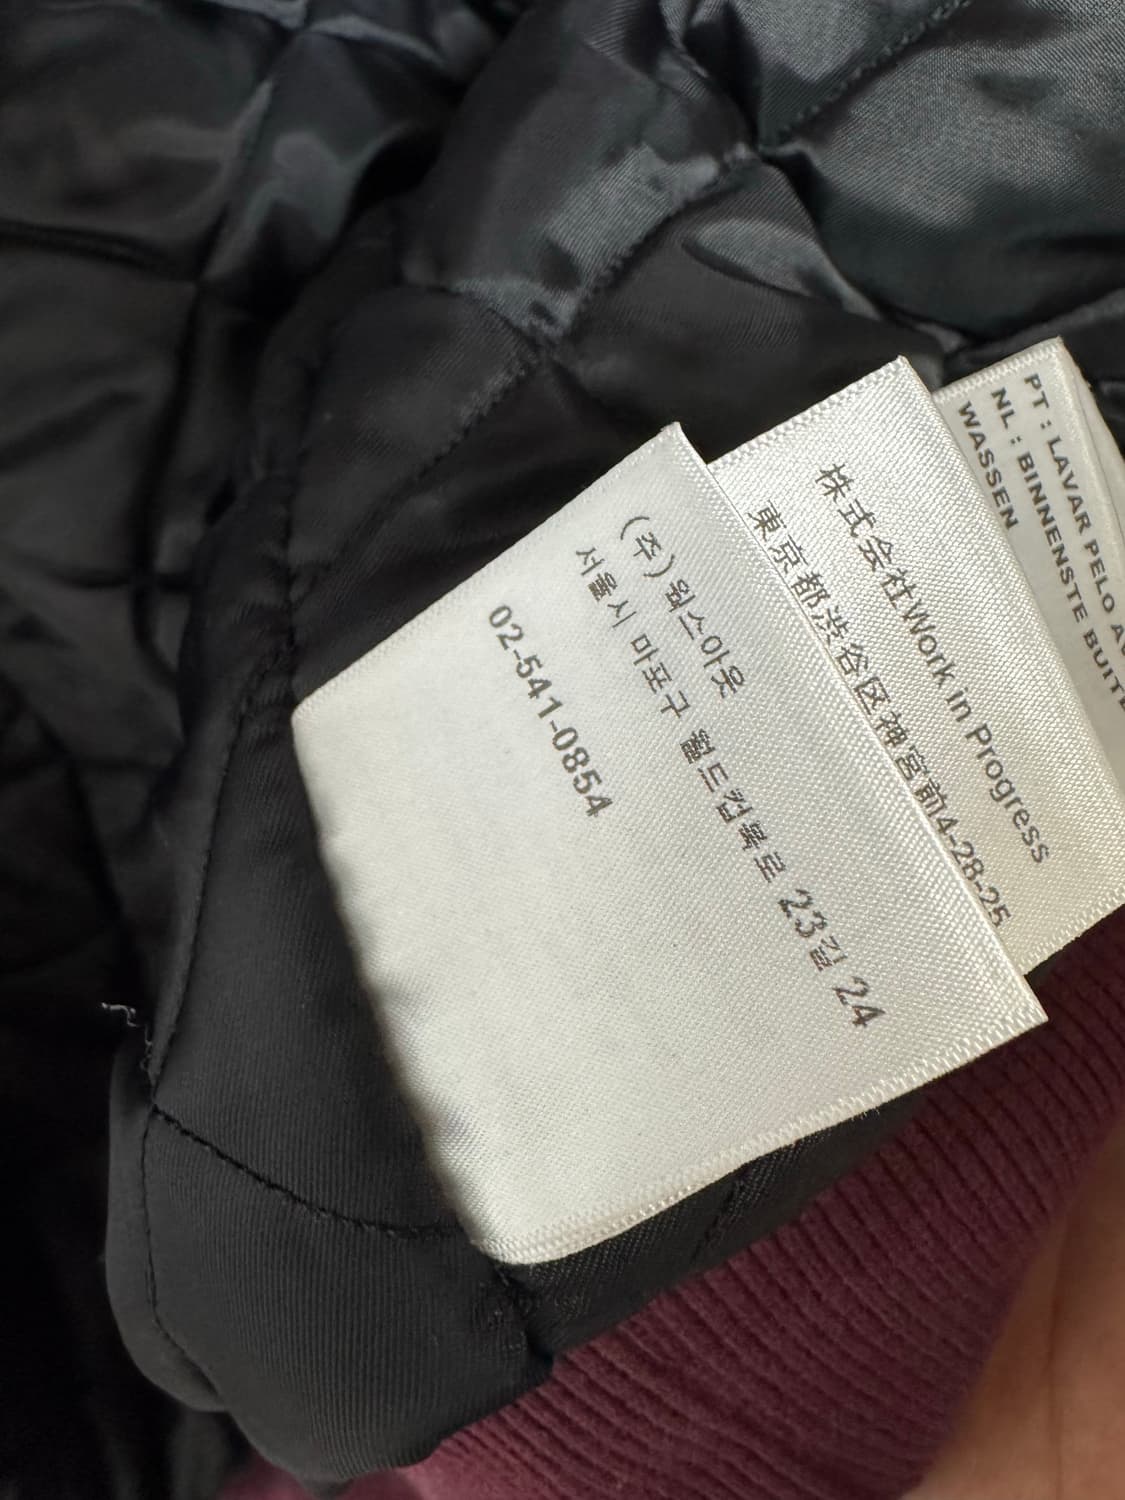 (주) 웍스아웃
서울시 마포구 월드컵북로 23길 24
02-541-0854
株式会社Work in Progress
東京都渋谷区神宮前4-28-25
PT : LAVAR PELO
NL : BINNENSTE
WASSEN